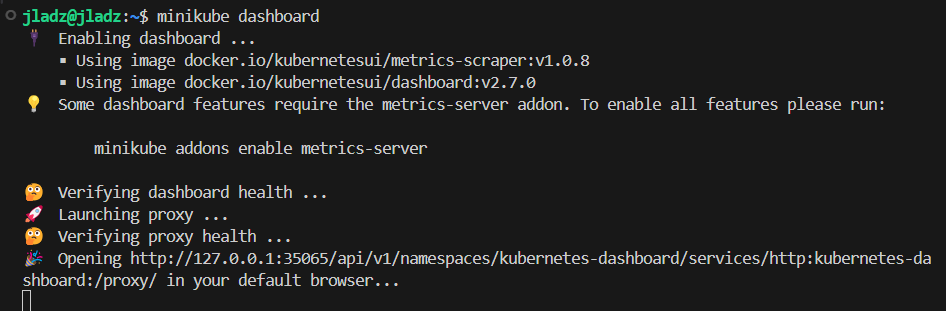 jladz@jladz:~$ minikube dashboard
Enabling dashboard ...
▪ Using image docker.io/kubernetesui/metrics-scraper:v1.0.8
▪ Using image docker.io/kubernetesui/dashboard:v2.7.0
Some dashboard features require the metrics-server addon. To enable all features please run:
minikube addons enable metrics-server
Verifying dashboard health ...
Launching proxy ...
Verifying proxy health ...
Opening http://127.0.0.1:35065/api/v1/namespaces/kubernetes-dashboard/services/http:kubernetes-da
shboard:/proxy/ in your default browser...